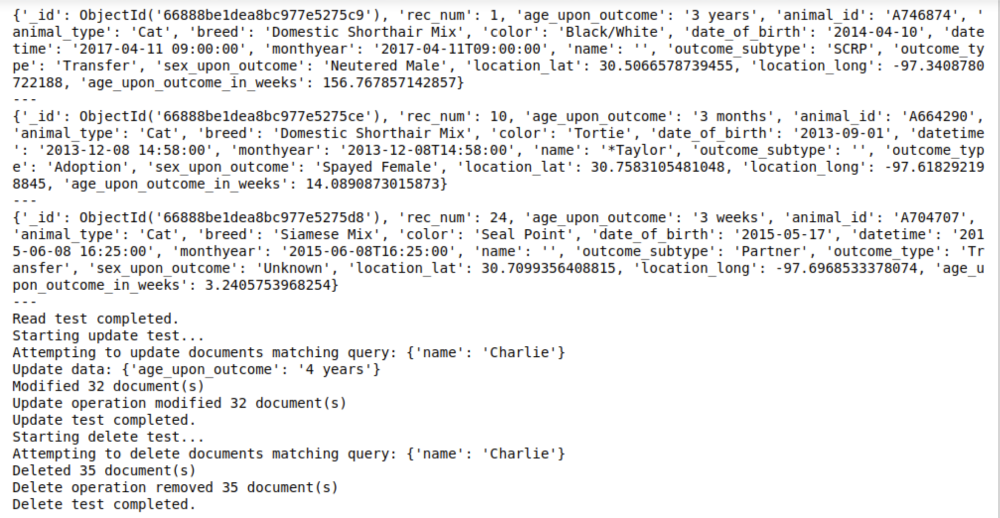 {'_id': ObjectId('66888be1dea8bc977e5275c9'), 'rec_num': 1, 'age_upon_outcome': '3 years', 'animal_id': 'A746874', '
animal_type': 'Cat', 'breed': 'Domestic Shorthair Mix', 'color': 'Black/White', 'date_of_birth': '2014-04-10', 'date
time': '2017-04-11 09:00:00', 'monthyear': '2017-04-11T09:00:00', 'name': '', 'outcome_subtype': 'SCRP', 'outcome_ty
pe': 'Transfer', 'sex_upon_outcome': 'Neutered Male', 'location_lat': 30.5066578739455, 'location_long': -97.3408780
722188, 'age_upon_outcome_in_weeks': 156.767857142857}
---
{'_id': ObjectId('66888be1dea8bc977e5275ce'), 'rec_num': 10, 'age_upon_outcome': '3 months', 'animal_id': 'A664290',
'animal_type': 'Cat', 'breed': 'Domestic Shorthair Mix', 'color': 'Tortie', 'date_of_birth': '2013-09-01', 'datetime
': '2013-12-08 14:58:00', 'monthyear': '2013-12-08T14:58:00', 'name': '*Taylor', 'outcome_subtype': '', 'outcome_typ
e': 'Adoption', 'sex_upon_outcome': 'Spayed Female', 'location_lat': 30.7583105481048, 'location_long': -97.61829219
8845, 'age_upon_outcome_in_weeks': 14.0890873015873}
---
{'_id': ObjectId('66888be1dea8bc977e5275d8'), 'rec_num': 24, 'age_upon_outcome': '3 weeks', 'animal_id': 'A704707',
'animal_type': 'Cat', 'breed': 'Siamese Mix', 'color': 'Seal Point', 'date_of_birth': '2015-05-17', 'datetime': '201
5-06-08 16:25:00', 'monthyear': '2015-06-08T16:25:00', 'name': '', 'outcome_subtype': 'Partner', 'outcome_type': 'Tr
ansfer', 'sex_upon_outcome': 'Unknown', 'location_lat': 30.7099356408815, 'location_long': -97.6968533378074, 'age_u
pon_outcome_in_weeks': 3.2405753968254}
---
Read test completed.
Starting update test...
Attempting to update documents matching query: {'name': 'Charlie'}
Update data: {'age_upon_outcome': '4 years'}
Modified 32 document(s)
Update operation modified 32 document(s)
Update test completed.
Starting delete test...
Attempting to delete documents matching query: {'name': 'Charlie'}
Deleted 35 document(s)
Delete operation removed 35 document(s)
Delete test completed.